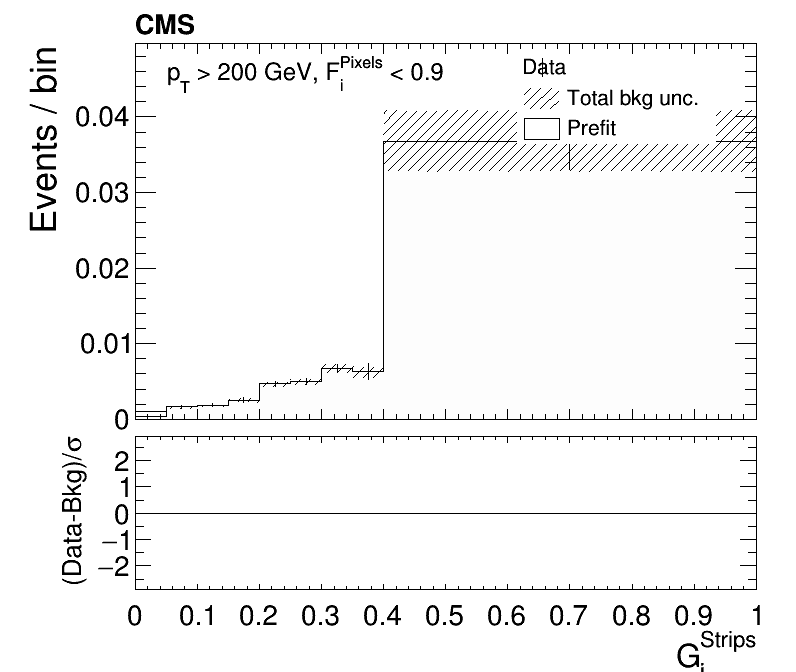 CMS
p_T > 200 GeV, F_i^Pixels < 0.9
Data
Total bkg unc.
Prefit
Events / bin
0.04
0.03
0.02
0.01
0
(Data-Bkg)/σ
2
1
0
−1
−2
0 0.1 0.2 0.3 0.4 0.5 0.6 0.7 0.8 0.9 1
G_i^Strips